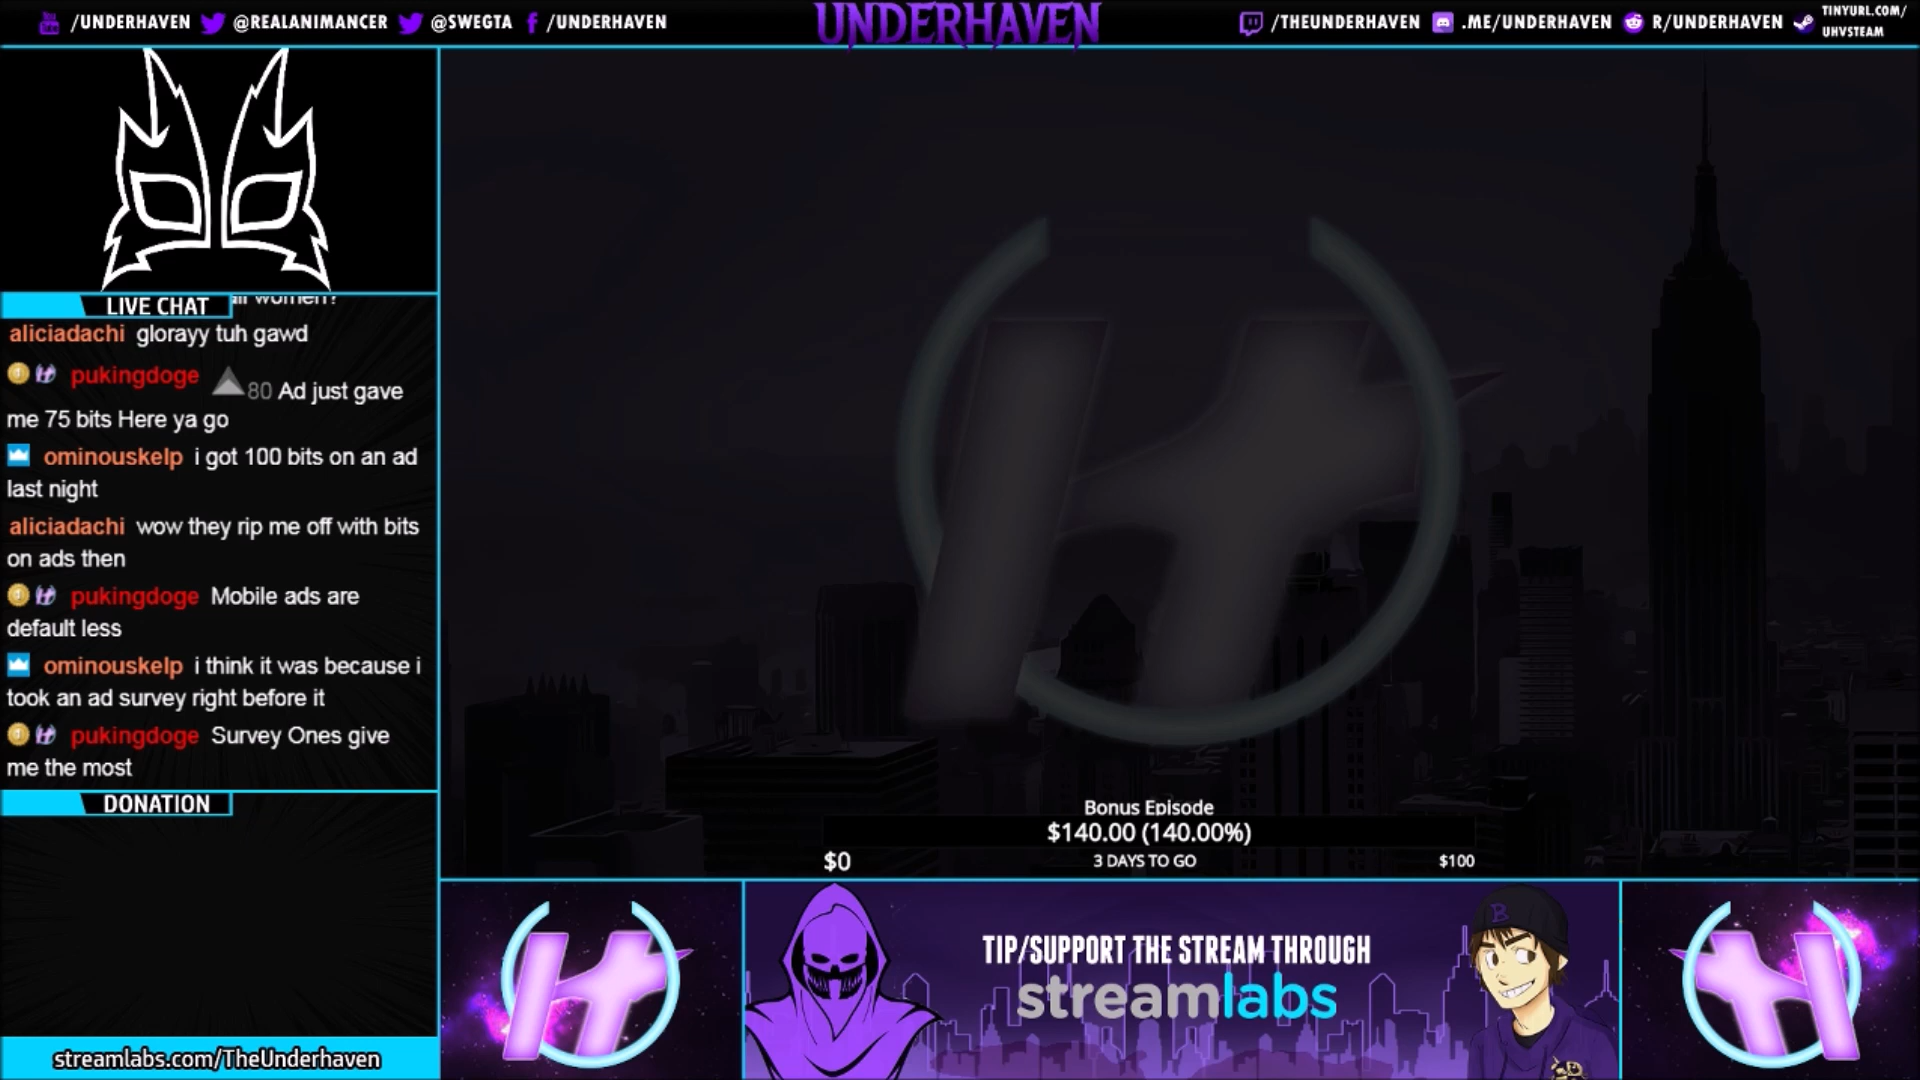 /UNDERHAVEN @REALANIMANCER @SWEGTA /UNDERHAVEN
UNDERHAVEN
/THEUNDERHAVEN .ME/UNDERHAVEN R/UNDERHAVEN
TINYURL.COM/
UHVSTEAM
LIVE CHAT
all women?
aliciadachi glorayy tuh gawd
pukingdoge 80 Ad just gave
me 75 bits Here ya go
ominouskelp i got 100 bits on an ad
last night
aliciadachi wow they rip me off with bits
on ads then
pukingdoge Mobile ads are
default less
ominouskelp i think it was because i
took an ad survey right before it
pukingdoge Survey Ones give
me the most
DONATION
streamlabs.com/TheUnderhaven
Bonus Episode
$140.00 (140.00%)
$0 3 DAYS TO GO $100
TIP/SUPPORT THE STREAM THROUGH
streamlabs
B